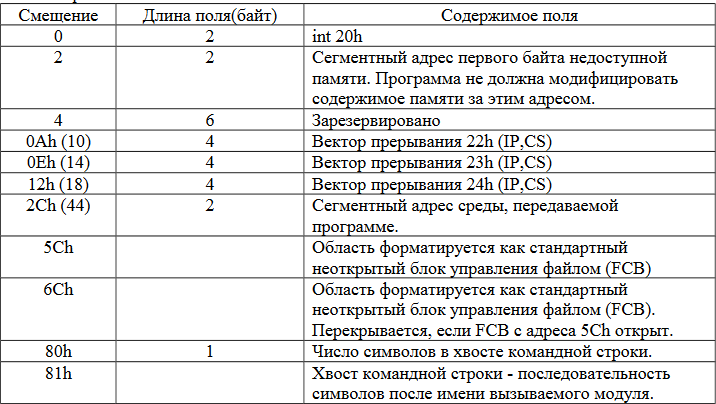 Смещение Длина поля(байт) Содержимое поля
0 2 int 20h
2 2 Сегментный адрес первого байта недоступной
памяти. Программа не должна модифицировать
содержимое памяти за этим адресом.
4 6 Зарезервировано
0Ah (10) 4 Вектор прерывания 22h (IP,CS)
0Eh (14) 4 Вектор прерывания 23h (IP,CS)
12h (18) 4 Вектор прерывания 24h (IP,CS)
2Ch (44) 2 Сегментный адрес среды, передаваемой
программе.
5Ch Область форматируется как стандартный
неоткрытый блок управления файлом (FCB)
6Ch Область форматируется как стандартный
неоткрытый блок управления файлом (FCB).
Перекрывается, если FCB с адреса 5Ch открыт.
80h 1 Число символов в хвосте командной строки.
81h Хвост командной строки - последовательность
символов после имени вызываемого модуля.